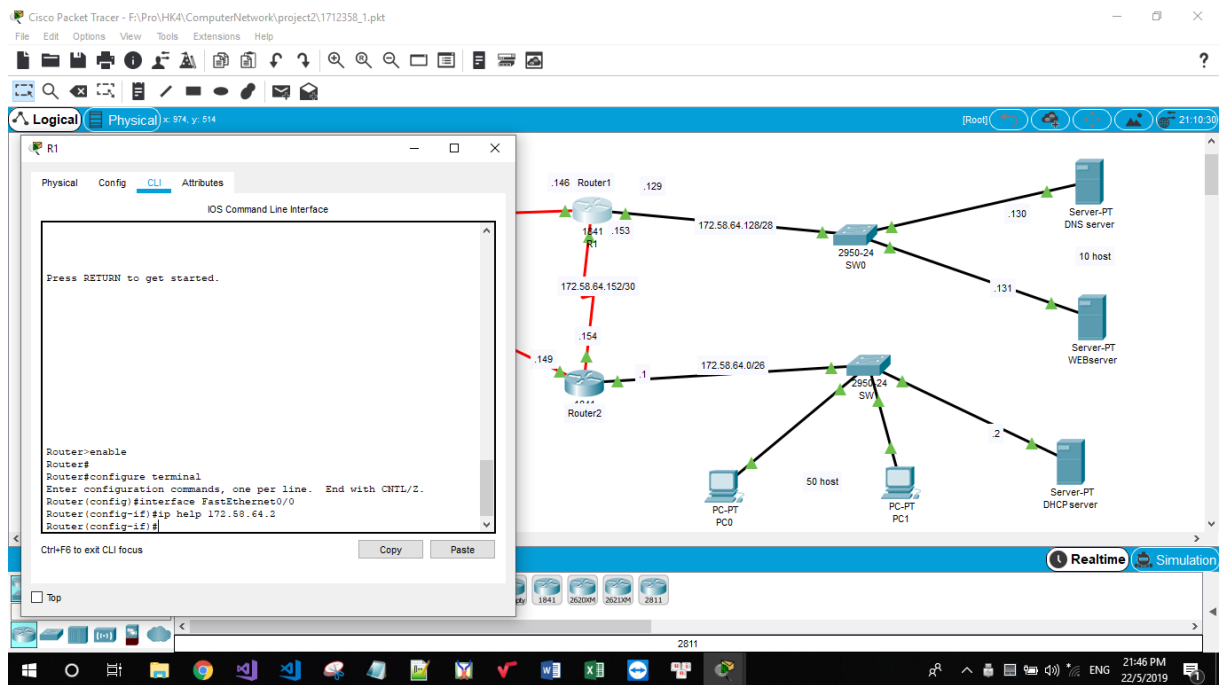 Cisco Packet Tracer - F:\Pro\HK4\ComputerNetwork\project2\1712358_1.pkt
File Edit Options View Tools Extensions Help
?
Logical Physical x: 974, y: 514 [Root] 21:10:30
R1
Physical Config CLI Attributes
IOS Command Line Interface
Press RETURN to get started.
Router>enable
Router#
Router#configure terminal
Enter configuration commands, one per line. End with CNTL/Z.
Router(config)#interface FastEthernet0/0
Router(config-if)#ip help 172.58.64.2
Router(config-if)#
Ctrl+F6 to exit CLI focus Copy Paste
Top
.146 Router1 .129
1841 .153
R1
172.58.64.128/28
172.58.64.152/30
.154
.149
1841
Router2
.1
172.58.64.0/26
2950-24
SW0
.130
Server-PT
DNS server
10 host
.131
Server-PT
WEBserver
2950-24
SW
.2
50 host
PC-PT
PC0
PC-PT
PC1
Server-PT
DHCP server
Realtime Simulation
1841 2620XM 2621XM 2811
2811
ENG 21:46 PM
22/5/2019
1